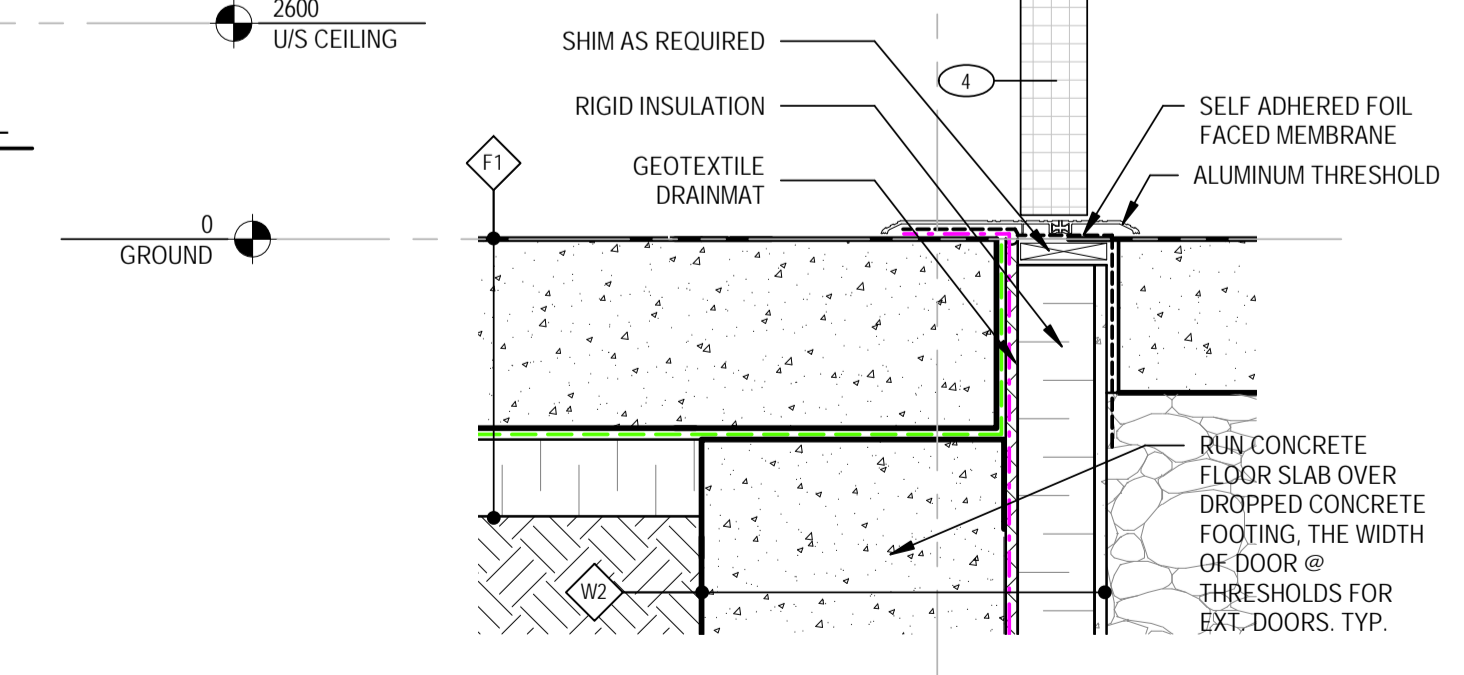 2600
U/S CEILING
0
GROUND
F1
W2
SHIM AS REQUIRED
RIGID INSULATION
GEOTEXTILE
DRAINMAT
4
SELF ADHERED FOIL
FACED MEMBRANE
ALUMINUM THRESHOLD
RUN CONCRETE
FLOOR SLAB OVER
DROPPED CONCRETE
FOOTING, THE WIDTH
OF DOOR @
THRESHOLDS FOR
EXT. DOORS. TYP.